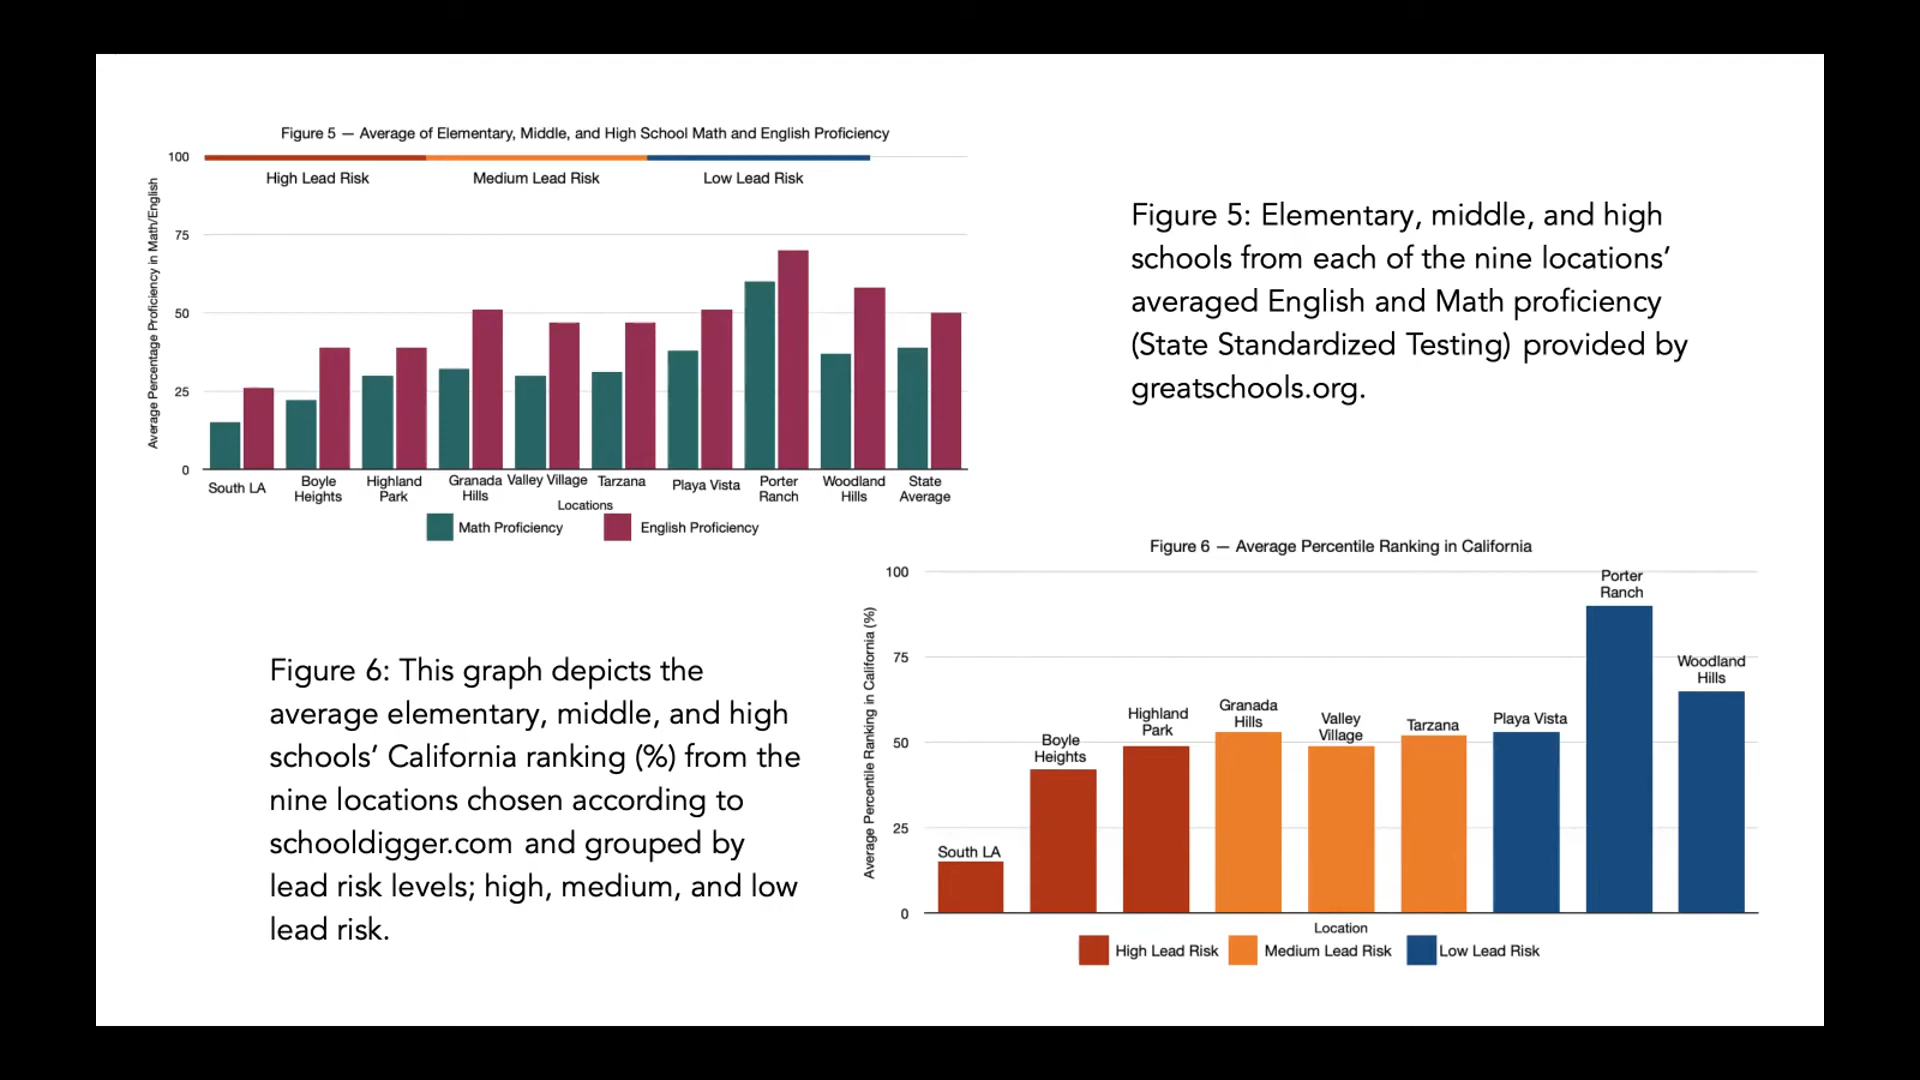 Figure 5 — Average of Elementary, Middle, and High School Math and English Proficiency
Average Percentage Proficiency in Math/English
100
75
50
25
0
High Lead Risk
Medium Lead Risk
Low Lead Risk
South LA
Boyle
Heights
Highland
Park
Granada
Hills
Valley Village
Tarzana
Playa Vista
Porter
Ranch
Woodland
Hills
State
Average
Locations
Math Proficiency
English Proficiency
Figure 5: Elementary, middle, and high
schools from each of the nine locations’
averaged English and Math proficiency
(State Standardized Testing) provided by
greatschools.org.
Figure 6: This graph depicts the
average elementary, middle, and high
schools’ California ranking (%) from the
nine locations chosen according to
schooldigger.com and grouped by
lead risk levels; high, medium, and low
lead risk.
Figure 6 — Average Percentile Ranking in California
Average Percentile Ranking in California (%)
100
75
50
25
0
South LA
Boyle
Heights
Highland
Park
Granada
Hills
Valley
Village
Tarzana
Playa Vista
Porter
Ranch
Woodland
Hills
Location
High Lead Risk
Medium Lead Risk
Low Lead Risk